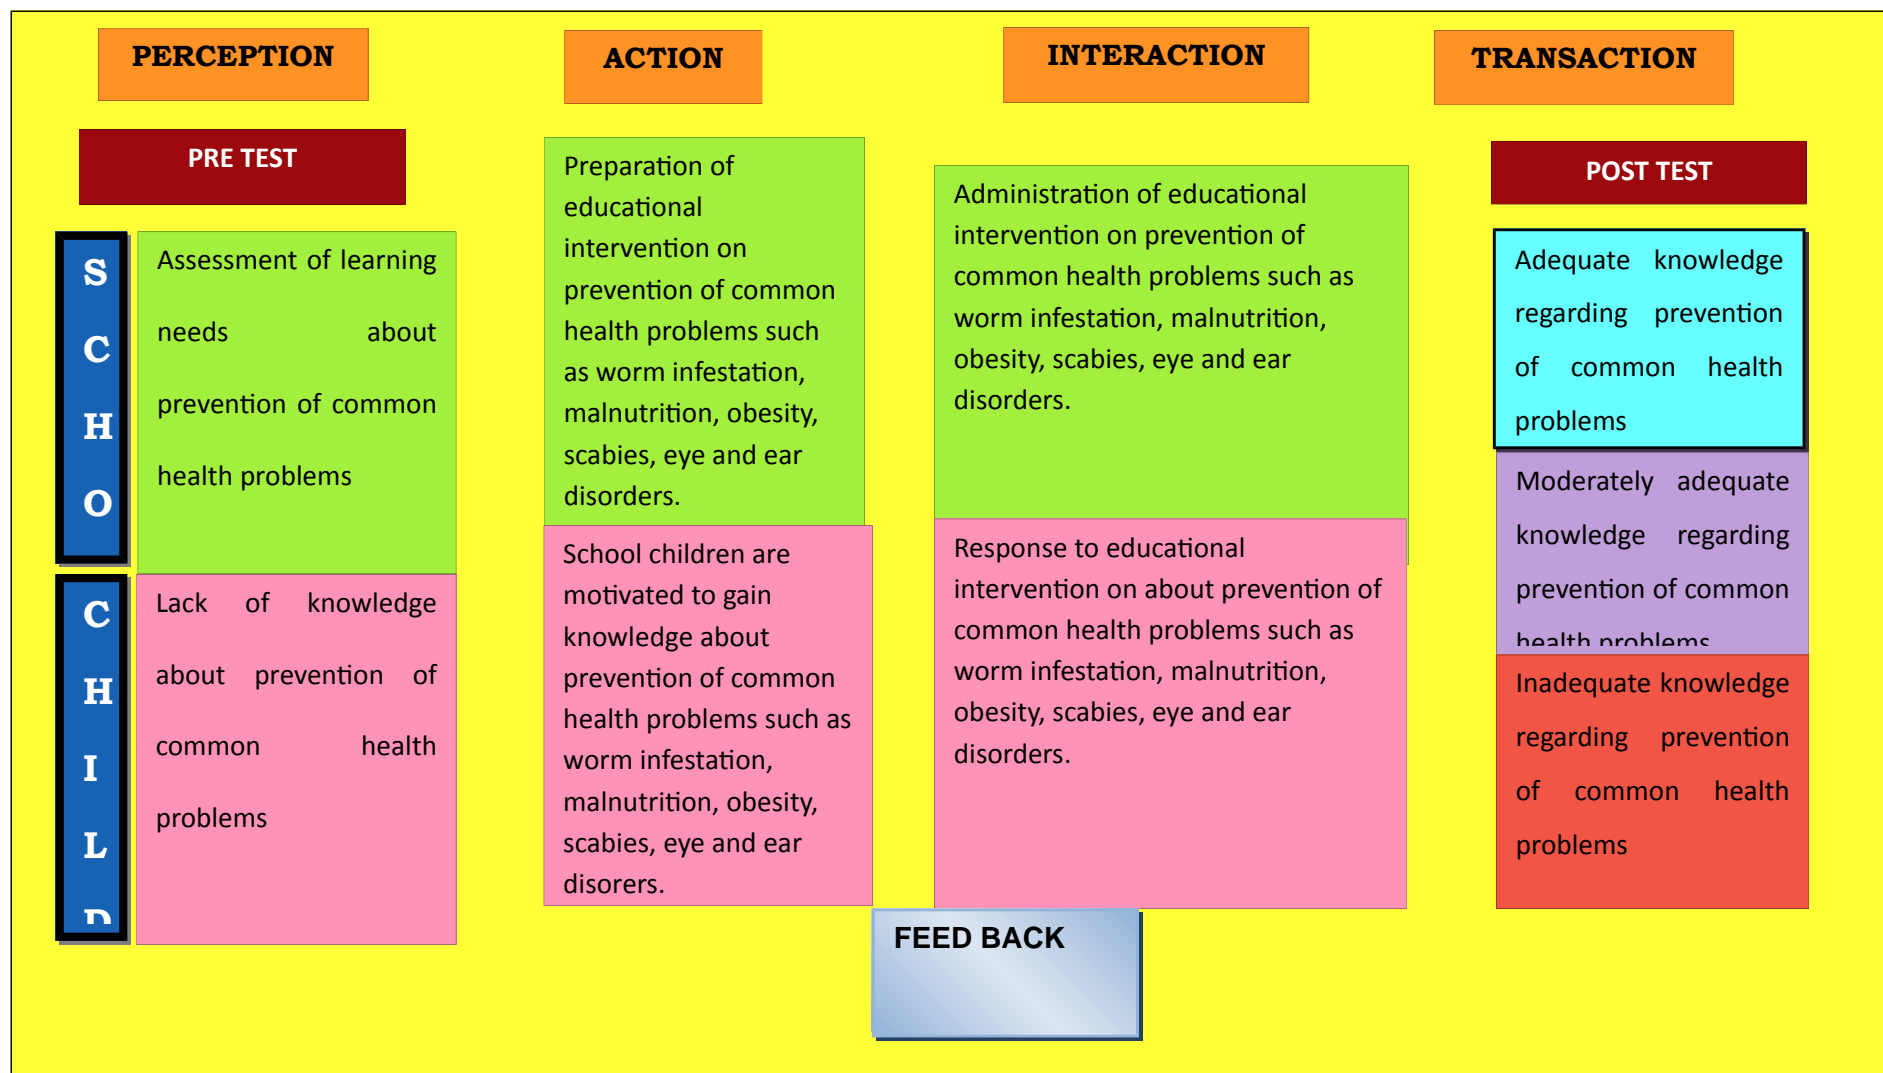 PERCEPTION
ACTION
INTERACTION
TRANSACTION
PRE TEST
S
C
H
O
Assessment of learning
needs about
prevention of common
health problems
C
H
I
L
D
Lack of knowledge
about prevention of
common health
problems
Preparation of
educational
intervention on
prevention of common
health problems such
as worm infestation,
malnutrition, obesity,
scabies, eye and ear
disorders.
School children are
motivated to gain
knowledge about
prevention of common
health problems such as
worm infestation,
malnutrition, obesity,
scabies, eye and ear
disorers.
Administration of educational
intervention on prevention of
common health problems such as
worm infestation, malnutrition,
obesity, scabies, eye and ear
disorders.
Response to educational
intervention on about prevention of
common health problems such as
worm infestation, malnutrition,
obesity, scabies, eye and ear
disorders.
POST TEST
Adequate knowledge
regarding prevention
of common health
problems
Moderately adequate
knowledge regarding
prevention of common
health problems
Inadequate knowledge
regarding prevention
of common health
problems
FEED BACK